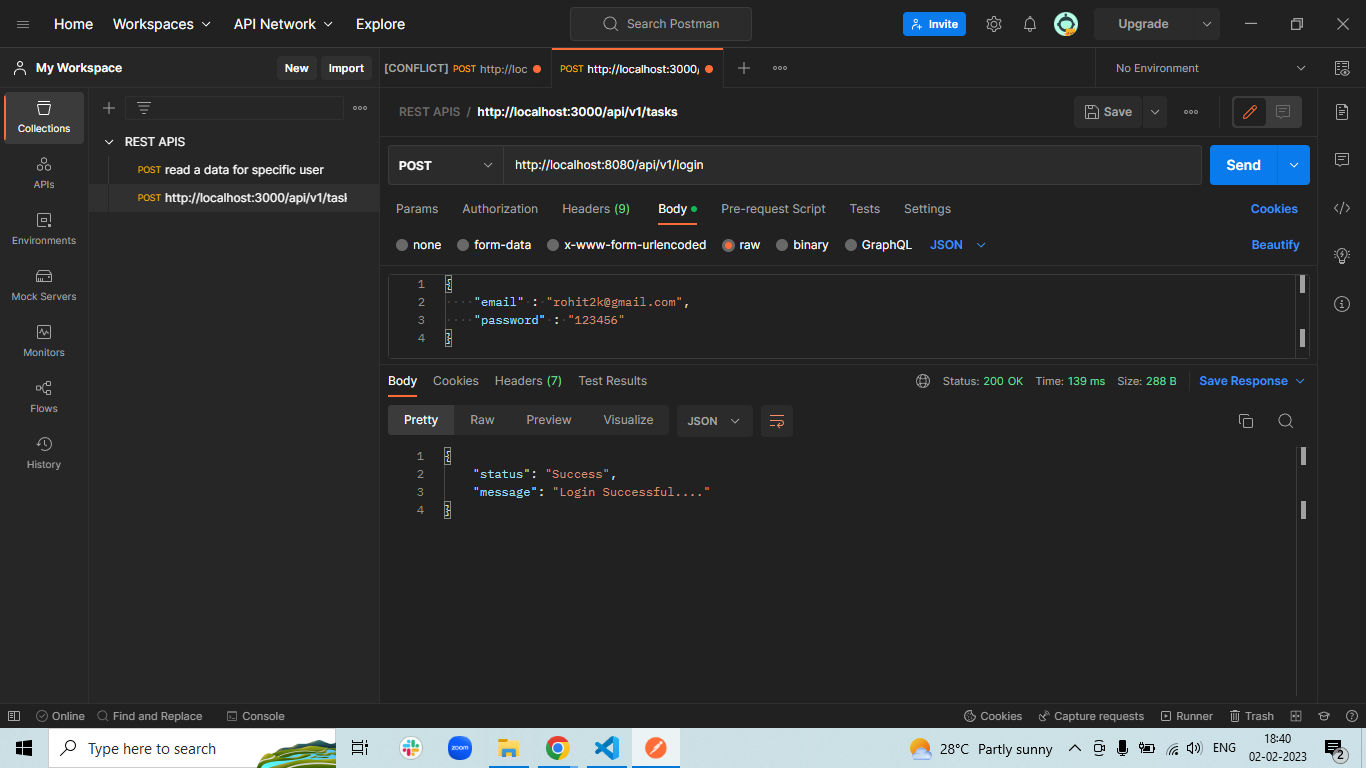 Home Workspaces API Network Explore Search Postman Invite Upgrade
My Workspace New Import [CONFLICT] POST http://loc POST http://localhost:3000/ No Environment
REST APIS / http://localhost:3000/api/v1/tasks Save
Collections
REST APIS
POST read a data for specific user
POST http://localhost:3000/api/v1/tasl
APIs
Environments
Mock Servers
Monitors
Flows
History
POST http://localhost:8080/api/v1/login Send
Params Authorization Headers (9) Body Pre-request Script Tests Settings Cookies
none form-data x-www-form-urlencoded raw binary GraphQL JSON Beautify
1 {
2 "email" : "rohit2k@gmail.com",
3 "password" : "123456"
4 }
Body Cookies Headers (7) Test Results Status: 200 OK Time: 139 ms Size: 288 B Save Response
Pretty Raw Preview Visualize JSON
1 {
2 "status": "Success",
3 "message": "Login Successful...."
4 }
Online Find and Replace Console Cookies Capture requests Runner Trash
Type here to search zoom 28°C Partly sunny ENG 18:40
02-02-2023 2